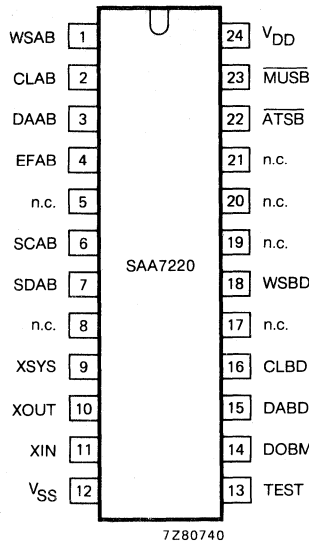 WSAB 1 24 VDD
CLAB 2 23 MUSB
DAAB 3 22 ATSB
EFAB 4 21 n.c.
n.c. 5 20 n.c.
SCAB 6 19 n.c.
SAA7220
SDAB 7 18 WSBD
n.c. 8 17 n.c.
XSYS 9 16 CLBD
XOUT 10 15 DABD
XIN 11 14 DOBM
VSS 12 13 TEST
7Z80740